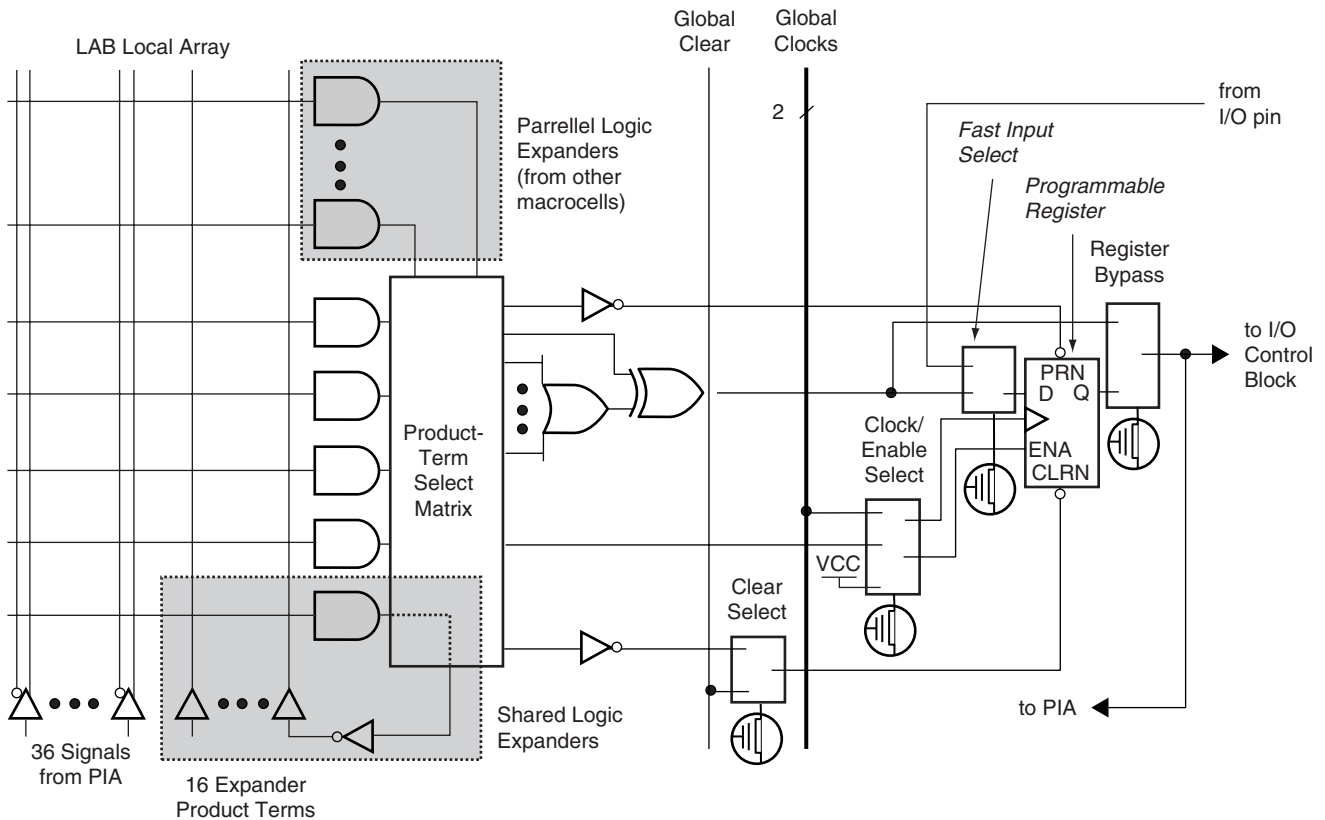 LAB Local Array
Global
Clear
Global
Clocks
2
Parrellel Logic
Expanders
(from other
macrocells)
from
I/O pin
Fast Input
Select
Programmable
Register
Register
Bypass
to I/O
Control
Block
PRN
D Q
ENA
CLRN
Clock/
Enable
Select
Product-
Term
Select
Matrix
VCC
Clear
Select
to PIA
Shared Logic
Expanders
36 Signals
from PIA
16 Expander
Product Terms